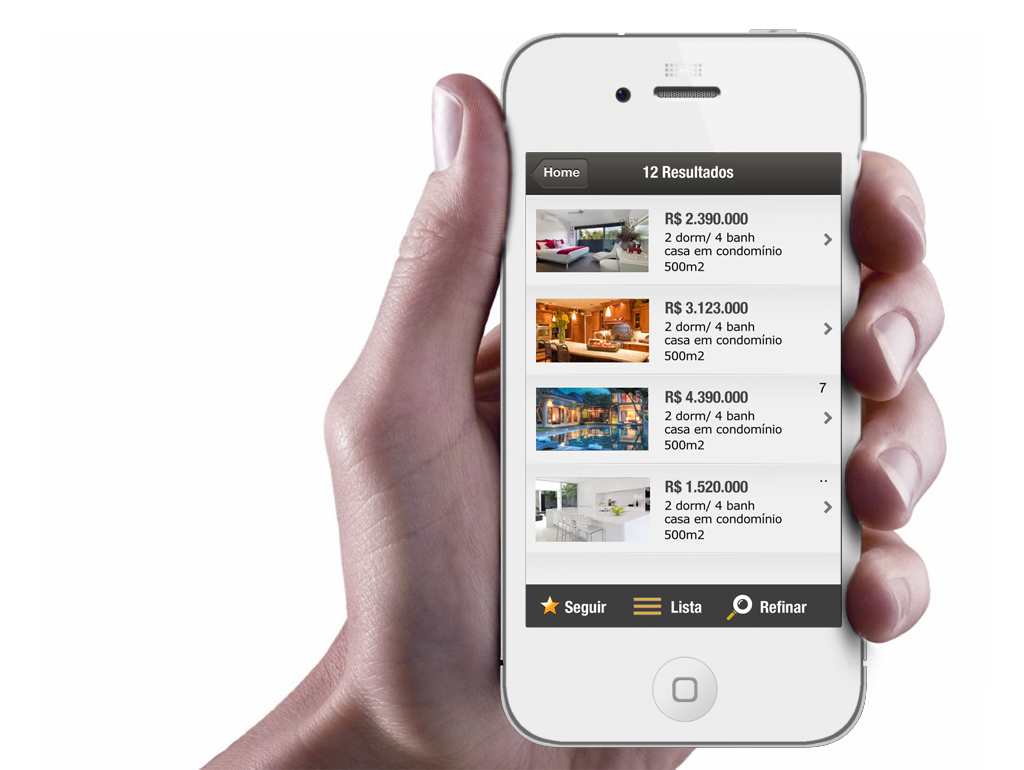 Home
12 Resultados
R$ 2.390.000
2 dorm/ 4 banh
casa em condomínio
500m2
R$ 3.123.000
2 dorm/ 4 banh
casa em condomínio
500m2
7
R$ 4.390.000
2 dorm/ 4 banh
casa em condomínio
500m2
..
R$ 1.520.000
2 dorm/ 4 banh
casa em condomínio
500m2
Seguir
Lista
Refinar